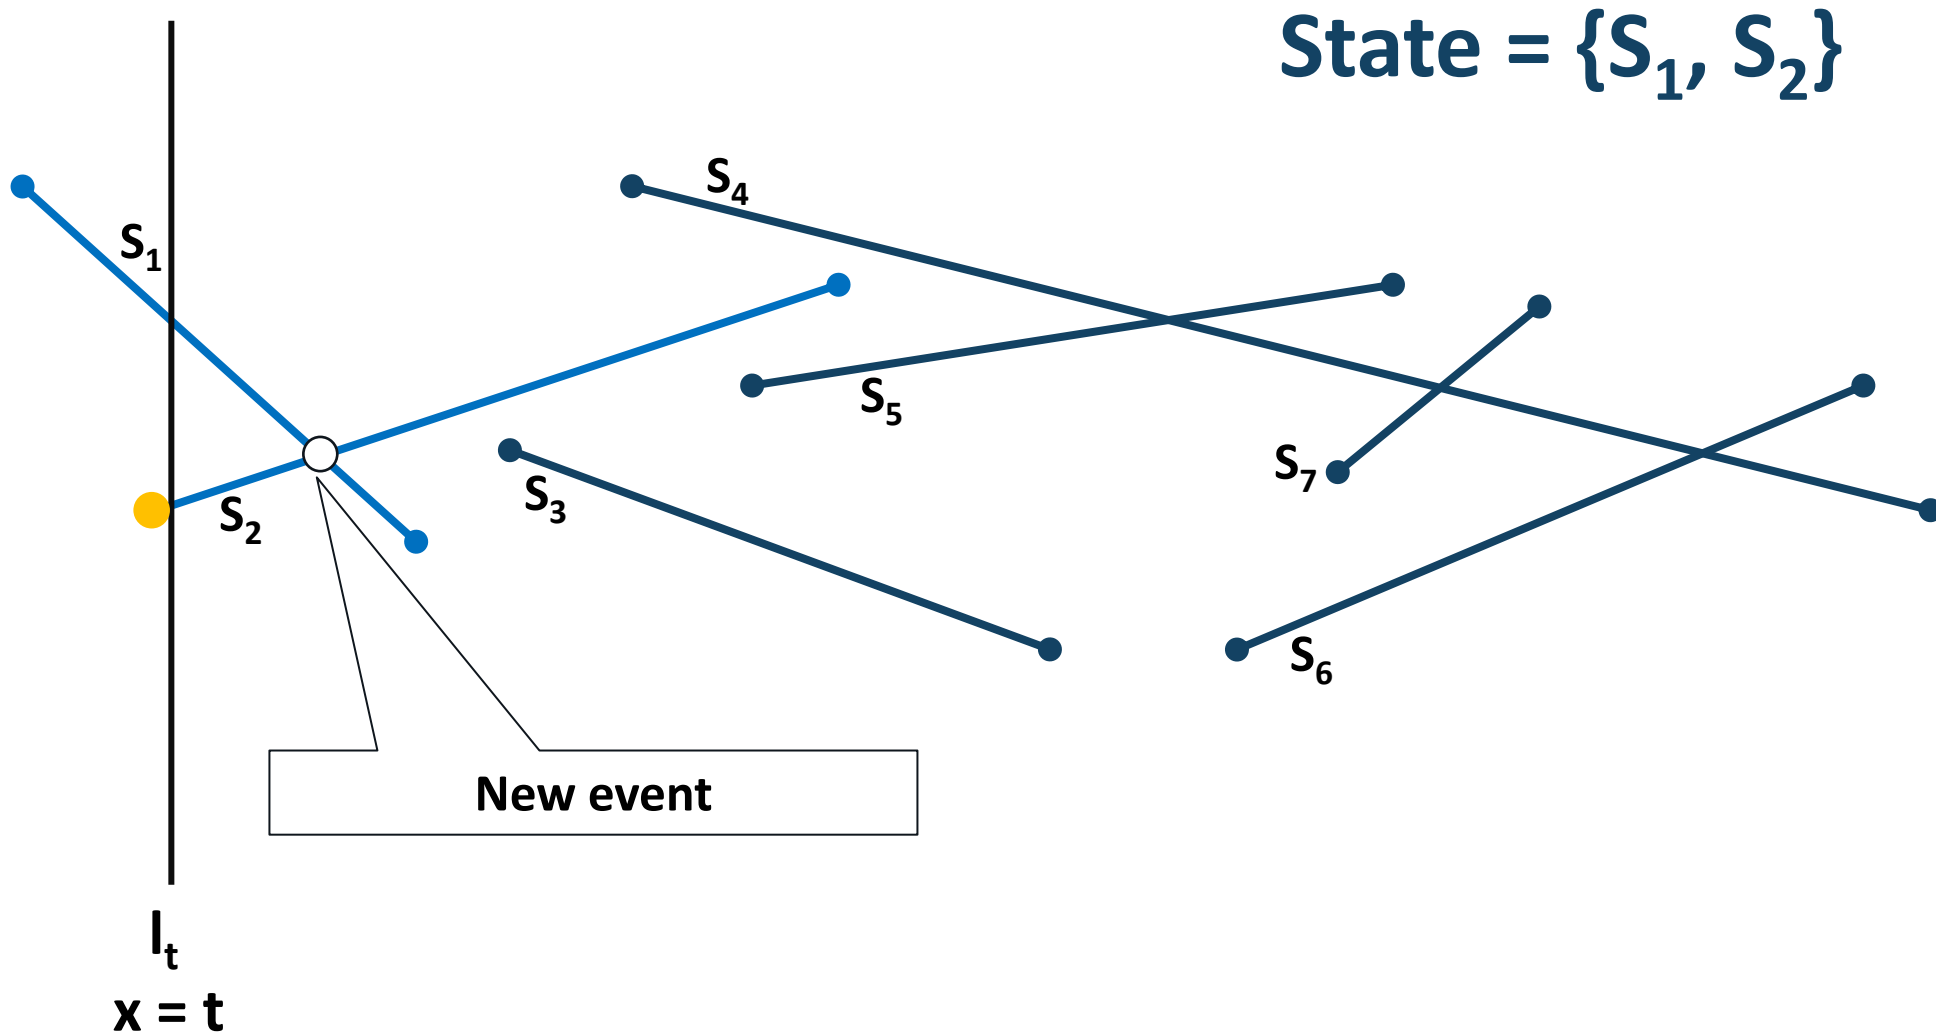 State = {S₁, S₂}
S₄
S₁
S₅
S₇
S₃
S₂
S₆
New event
lₜ
x = t